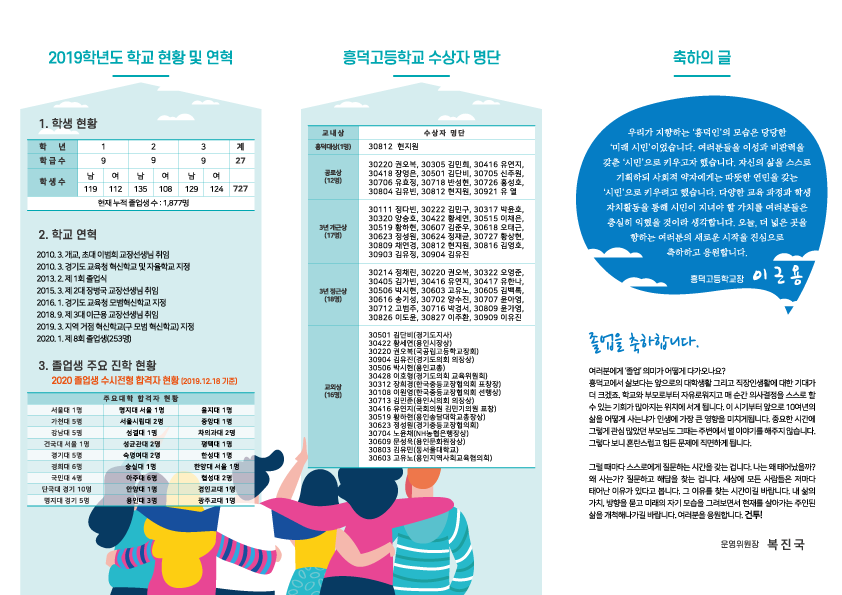 2019학년도 학교 현황 및 연혁
1. 학생 현황
학 년 1 2 3 계
학급수 9 9 9 27
학생수 남 여 남 여 남 여 727
119 112 135 108 129 124
현재 누적 졸업생 수 : 1,877명
2. 학교 연혁
2010. 3. 개교, 초대 이범희 교장선생님 취임
2010. 3. 경기도 교육청 혁신학교 및 자율학교 지정
2013. 2. 제 1회 졸업식
2015. 3. 제 2대 장병국 교장선생님 취임
2016. 1. 경기도 교육청 모범혁신학교 지정
2018. 9. 제 3대 이근용 교장선생님 취임
2019. 3. 지역 거점 혁신학교(구 모범 혁신학교) 지정
2020. 1. 제 8회 졸업생(253명)
3. 졸업생 주요 진학 현황
2020 졸업생 수시전형 합격자 현황 (2019.12.18 기준)
주요대학 합격자 현황
서울대 1명 명지대 서울 1명 을지대 1명
가천대 5명 서울시립대 2명 중앙대 1명
강남대 5명 성결대 1명 차의과대 2명
건국대 서울 1명 성균관대 2명 평택대 1명
경기대 5명 숙명여대 2명 한성대 1명
경희대 6명 숭실대 1명 한양대 서울 1명
국민대 4명 아주대 6명 협성대 2명
단국대 경기 10명 안양대 1명 경인교대 1명
명지대 경기 5명 용인대 3명 광주교대 1명
흥덕고등학교 수상자 명단
교내상 수상자 명단
흥덕대상(1명) 30812 현지원
공로상
(12명)
30220 권오복, 30305 김민희, 30416 유연지,
30418 장영은, 30501 김단비, 30705 신주원,
30706 유효정, 30718 반성현, 30726 홍성호,
30804 김유빈, 30812 현지원, 30921 유 열
3년 개근상
(17명)
30111 정다빈, 30222 김민구, 30317 박윤호,
30320 양승호, 30422 황세연, 30515 이채은,
30519 황하현, 30607 김준우, 30618 오태근,
30623 정성원, 30624 정재균, 30727 황상현,
30809 채연경, 30812 현지원, 30816 김영호,
30903 김유정, 30904 김유진
3년 정근상
(18명)
30214 정채린, 30220 권오복, 30322 오영준,
30405 김가빈, 30416 유연지, 30417 유한나,
30506 박시현, 30603 고유노, 30605 김백록,
30616 송기성, 30702 양수진, 30707 윤아영,
30712 고범주, 30716 박경서, 30809 윤가영,
30826 이도윤, 30827 이주환, 30909 이유진
교외상
(16명)
30501 김단비(경기도지사)
30422 황세연(용인시장상)
30220 권오복(국공립고등학교장회)
30904 김유진(경기도의회 의장상)
30506 박시현(용인교총)
30428 이호형(경기도의회 교육위원회)
30312 장희경(한국중등교장협의회 표창장)
30108 이원영(한국중등교장협의회 선행상)
30713 김민준(용인시의회 의장상)
30416 유연지(국회의원 김민기의원 표창)
30519 황하현(용인송담대학교총장상)
30623 정성원(경기중등교장협의회)
30704 노윤채(NH농협은행장상)
30609 문성욱(용인문화원장상)
30803 김유민(동서울대학교)
30603 고유노(용인지역사회교육협의회)
축하의 글
우리가 지향하는 '흥덕인'의 모습은 당당한
'미래 시민'이었습니다. 여러분들을 이성과 비판력을
갖춘 '시민'으로 키우고자 했습니다. 자신의 삶을 스스로
기획하되 사회적 약자에게는 따뜻한 연민을 갖는
'시민'으로 키우려고 했습니다. 다양한 교육 과정과 학생
자치활동을 통해 시민이 지녀야 할 가치를 여러분들은
충실히 익혔을 것이라 생각합니다. 오늘, 더 넓은 곳을
향하는 여러분의 새로운 시작을 진심으로
축하하고 응원합니다.
흥덕고등학교장 이근용
졸업을 축하합니다.
여러분에게 '졸업' 의미가 어떻게 다가오나요?
흥덕고에서 살보다는 앞으로의 대학생활 그리고 직장인생활에 대한 기대가
더 크겠죠. 학교와 부모로부터 자유로워지고 매 순간 의사결정을 스스로 할
수 있는 기회가 많아지는 위치에 서게 됩니다. 이 시기부터 앞으로 10여년의
삶을 어떻게 사는냐가 인생에 가장 큰 영향을 미치게됩니다. 중요한 시간에
그렇게 관심 많았던 부모님도 그때는 주변에서 별 이야기를 해주지 않습니다.
그렇다 보니 혼란스럽고 힘든 문제에 직면하게 됩니다.
그럴 때마다 스스로에게 질문하는 시간을 갖는 겁니다. 나는 왜 태어났을까?
왜 사는가? 질문하고 해답을 찾는 겁니다. 세상에 모든 사람들은 저마다
태어난 이유가 있다고 봅니다. 그 이유를 찾는 시간이길 바랍니다. 내 삶의
가치, 방향을 묻고 미래의 자기 모습을 그려보면서 현재를 살아가는 주인된
삶을 개척해나가길 바랍니다. 여러분을 응원합니다. 건투!
운영위원장 복진국